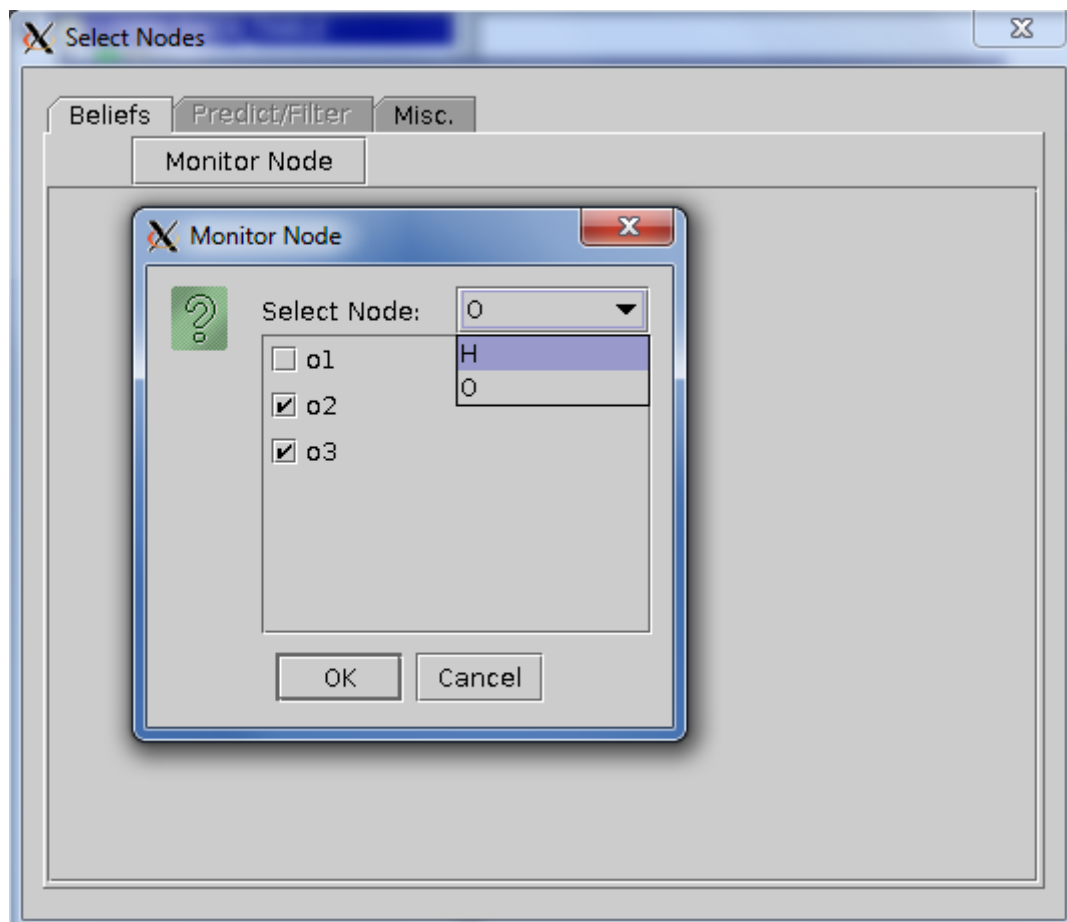 Select Nodes
Beliefs Predict/Filter Misc.
Monitor Node
Monitor Node
Select Node: O
H
O
o1
o2
o3
OK Cancel